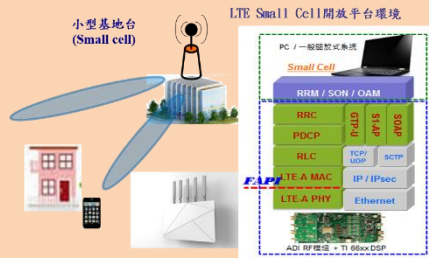 小型基地台
(Small cell)
LTE Small Cell開放平台環境
PC / 一般開放式系統
Small Cell
RRM / SON / OAM
RRC
PDCP
RLC
LTE-A MAC
LTE-A PHY
GTP-U
S1-AP
SOAP
TCP/
UDP
SCTP
IP / IPsec
Ethernet
FAPI
ADI RF模組 + TI 66xx DSP